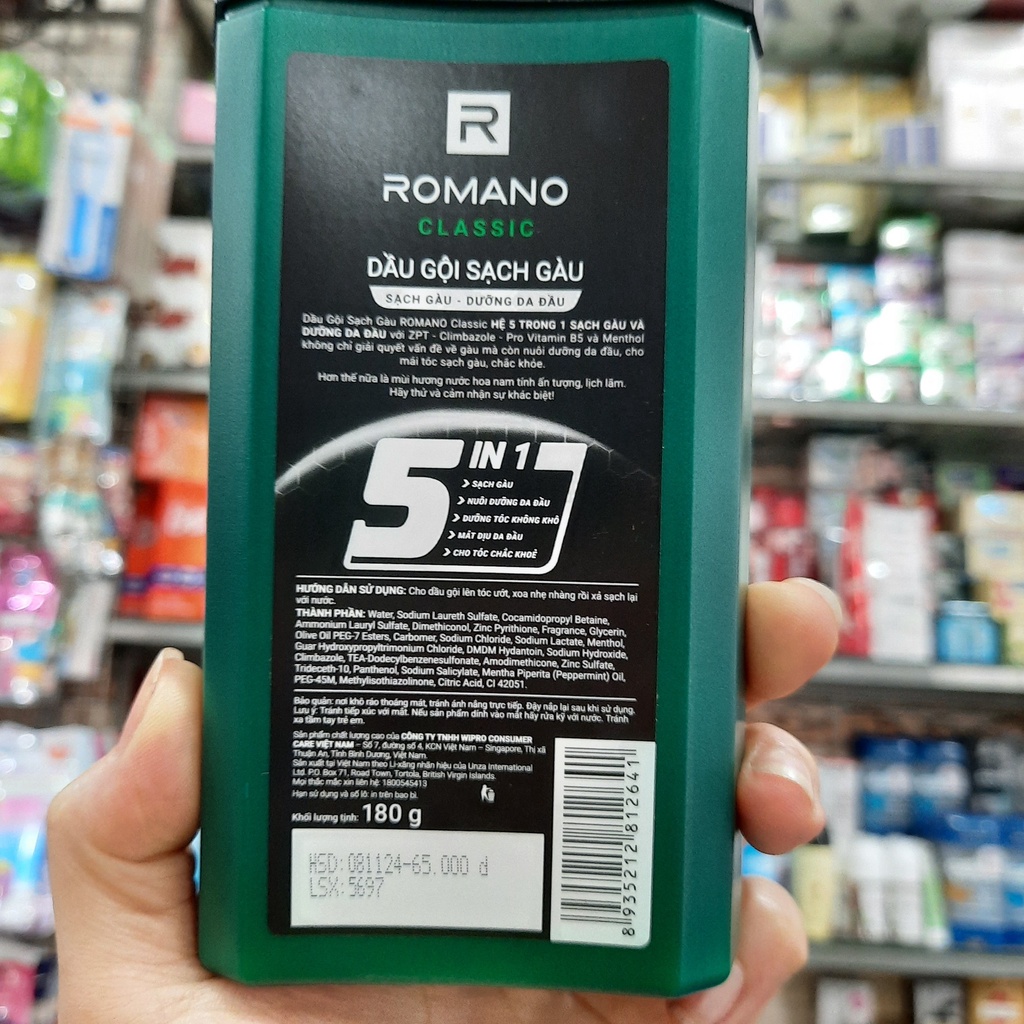 R
ROMANO
CLASSIC
DẦU GỘI SẠCH GÀU
SẠCH GÀU - DƯỠNG DA ĐẦU
Dầu Gội Sạch Gàu ROMANO Classic HỆ 5 TRONG 1 SẠCH GÀU VÀ
DƯỠNG DA ĐẦU với ZPT - Climbazole - Pro Vitamin B5 và Menthol
không chỉ giải quyết vấn đề về gàu mà còn nuôi dưỡng da đầu, cho
mái tóc sạch gàu, chắc khỏe.
Hơn thế nữa là mùi hương nước hoa nam tính ấn tượng, lịch lãm.
Hãy thử và cảm nhận sự khác biệt!
5 IN 1
SẠCH GÀU
NUÔI DƯỠNG DA ĐẦU
DƯỠNG TÓC KHÔNG KHÔ
MÁT DỊU DA ĐẦU
CHO TÓC CHẮC KHOẺ
HƯỚNG DẪN SỬ DỤNG: Cho dầu gội lên tóc ướt, xoa nhẹ nhàng rồi xả sạch lại
với nước.
THÀNH PHẦN: Water, Sodium Laureth Sulfate, Cocamidopropyl Betaine,
Ammonium Lauryl Sulfate, Dimethiconol, Zinc Pyrithione, Fragrance, Glycerin,
Olive Oil PEG-7 Esters, Carbomer, Sodium Chloride, Sodium Lactate, Menthol,
Guar Hydroxypropyltrimonium Chloride, DMDM Hydantoin, Sodium Hydroxide,
Climbazole, TEA-Dodecylbenzenesulfonate, Amodimethicone, Zinc Sulfate,
Trideceth-10, Panthenol, Sodium Salicylate, Mentha Piperita (Peppermint) Oil,
PEG-45M, Methylisothiazolinone, Citric Acid, CI 42051.
Bảo quản: nơi khô ráo thoáng mát, tránh ánh nắng trực tiếp. Đậy nắp lại sau khi sử dụng.
Lưu ý: Tránh tiếp xúc với mắt. Nếu sản phẩm dính vào mắt hãy rửa kỹ với nước. Tránh
xa tầm tay trẻ em.
Sản phẩm chất lượng cao của CÔNG TY TNHH WIPRO CONSUMER
CARE VIỆT NAM – Số 7, đường số 4, KCN Việt Nam – Singapore, Thị xã
Thuận An, Tỉnh Bình Dương, Việt Nam.
Sản xuất tại Việt Nam theo Li-xăng nhãn hiệu của Unza International
Ltd. P.O. Box 71, Road Town, Tortola, British Virgin Islands.
Mọi thắc mắc xin liên hệ: 1800545413
Hạn sử dụng và số lô: in trên bao bì.
Khối lượng tịnh: 180 g
HSD:081124-65.000 đ
LSX:5697
8 935212 812641